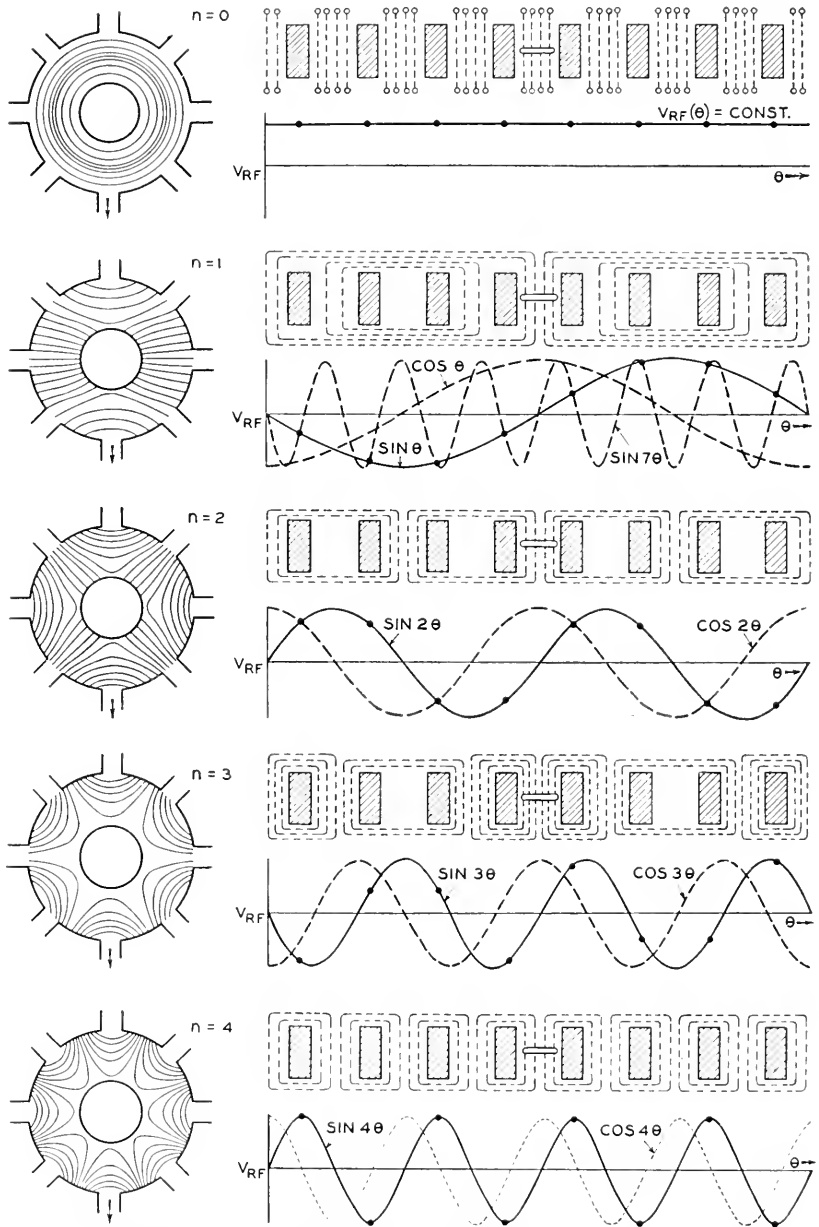 n=0
V_RF(θ) = CONST.
V_RF
θ→
n=1
COS θ
V_RF
θ→
SIN θ
SIN 7θ
n=2
SIN 2θ
COS 2θ
V_RF
θ→
n=3
SIN 3θ
COS 3θ
V_RF
θ→
n=4
SIN 4θ
COS 4θ
V_RF
θ→